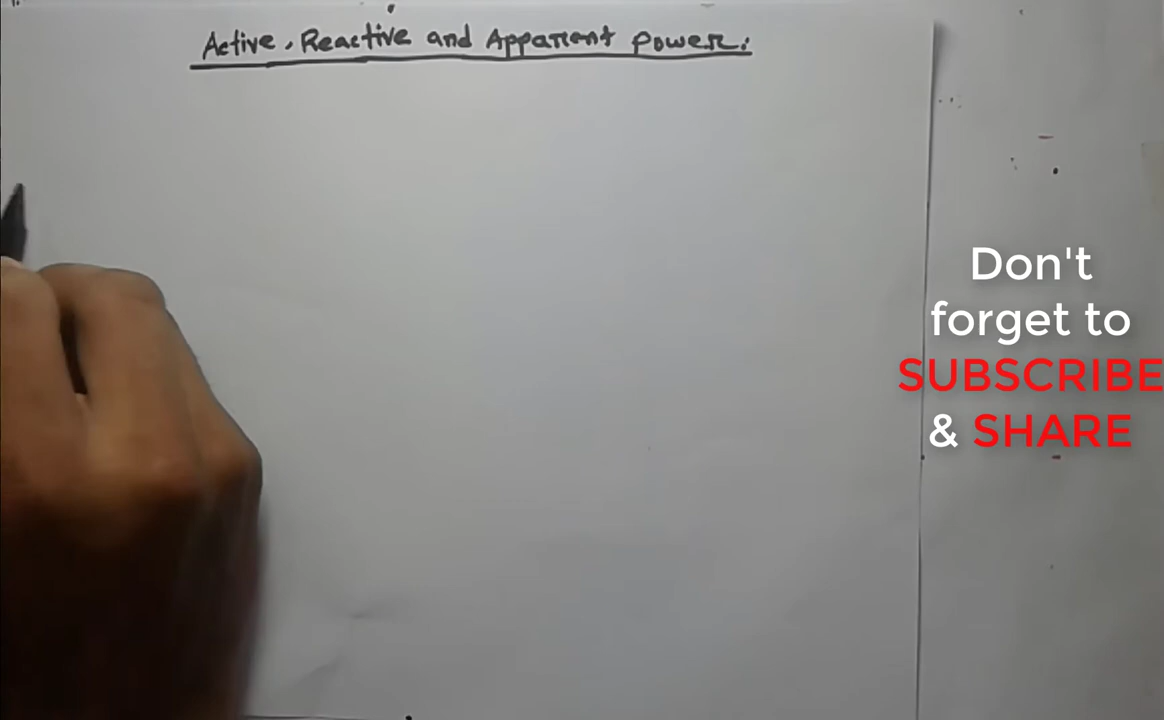 Active, Reactive and Apparent power:
Don't
forget to
SUBSCRIBE
& SHARE